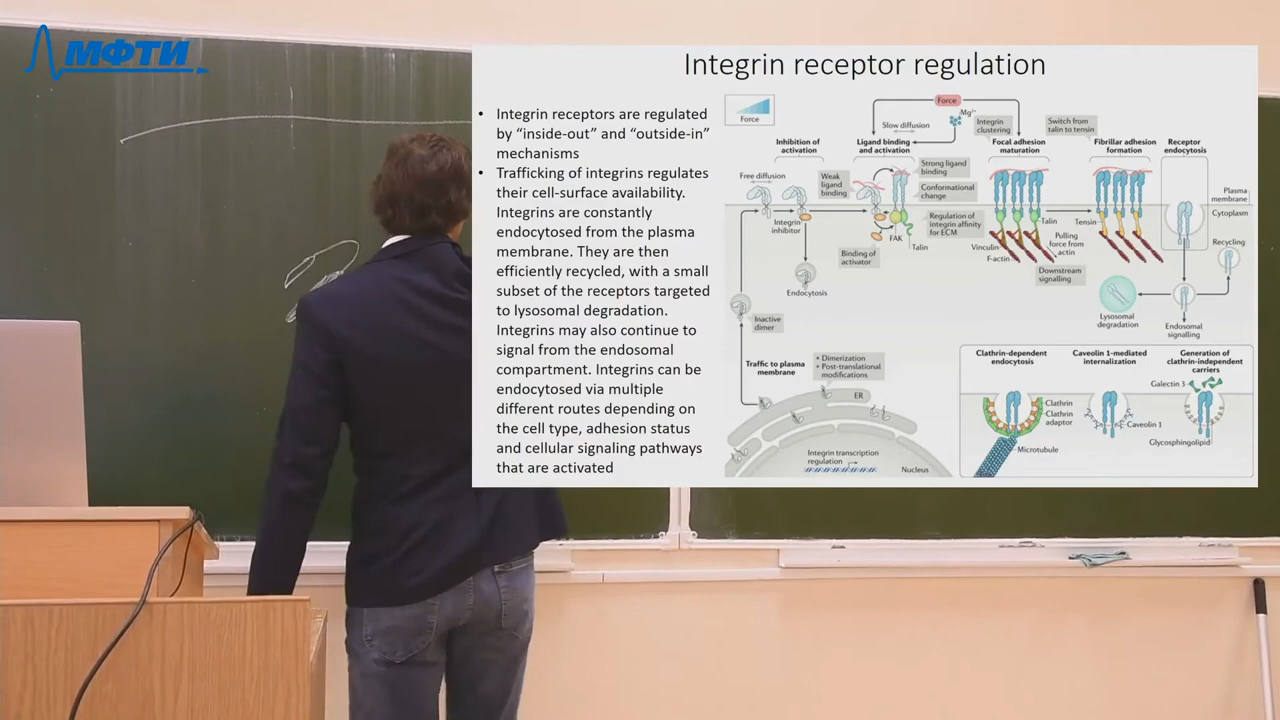 МФТИ
Integrin receptor regulation
• Integrin receptors are regulated
by “inside-out” and “outside-in”
mechanisms
• Trafficking of integrins regulates
their cell-surface availability.
Integrins are constantly
endocytosed from the plasma
membrane. They are then
efficiently recycled, with a small
subset of the receptors targeted
to lysosomal degradation.
Integrins may also continue to
signal from the endosomal
compartment. Integrins can be
endocytosed via multiple
different routes depending on
the cell type, adhesion status
and cellular signaling pathways
that are activated
Force
Force
Mg2+
Slow diffusion
Integrin
clustering
Switch from
talin to tensin
Inhibition of
activation
Ligand binding
and activation
Focal adhesion
maturation
Fibrillar adhesion
formation
Receptor
endocytosis
Free diffusion
Weak
ligand
binding
Strong ligand
binding
Conformational
change
Plasma
membrane
Cytoplasm
Integrin
inhibitor
FAK
Talin
Regulation of
integrin affinity
for ECM
Talin
Tensin
Vinculin
F-actin
Pulling
force from
actin
Binding of
activator
Downstream
signalling
Recycling
Endocytosis
Inactive
dimer
Lysosomal
degradation
Endosomal
signalling
Traffic to plasma
membrane
• Dimerization
• Post-translational
modifications
ER
Integrin transcription
regulation
Nucleus
Clathrin-dependent
endocytosis
Caveolin 1-mediated
internalization
Generation of
clathrin-independent
carriers
Galectin 3
Clathrin
Clathrin
adaptor
Caveolin 1
Glycosphingolipid
Microtubule